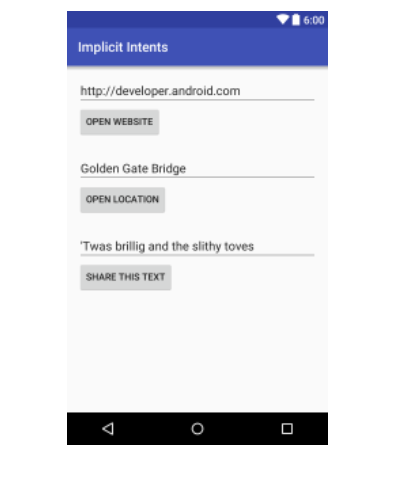 6:00
Implicit Intents
http://developer.android.com
OPEN WEBSITE
Golden Gate Bridge
OPEN LOCATION
'Twas brillig and the slithy toves
SHARE THIS TEXT